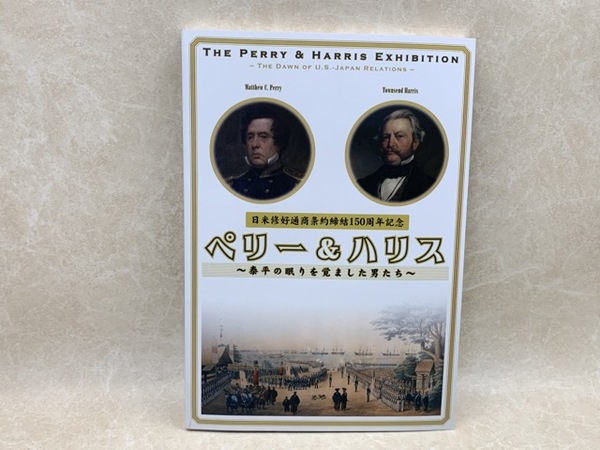 THE PERRY & HARRIS EXHIBITION
– THE DAWN OF U.S.-JAPAN RELATIONS –
Matthew C. Perry
Townsend Harris
日米修好通商条約締結150周年記念
ペリー&ハリス
～泰平の眠りを覚ました男たち～